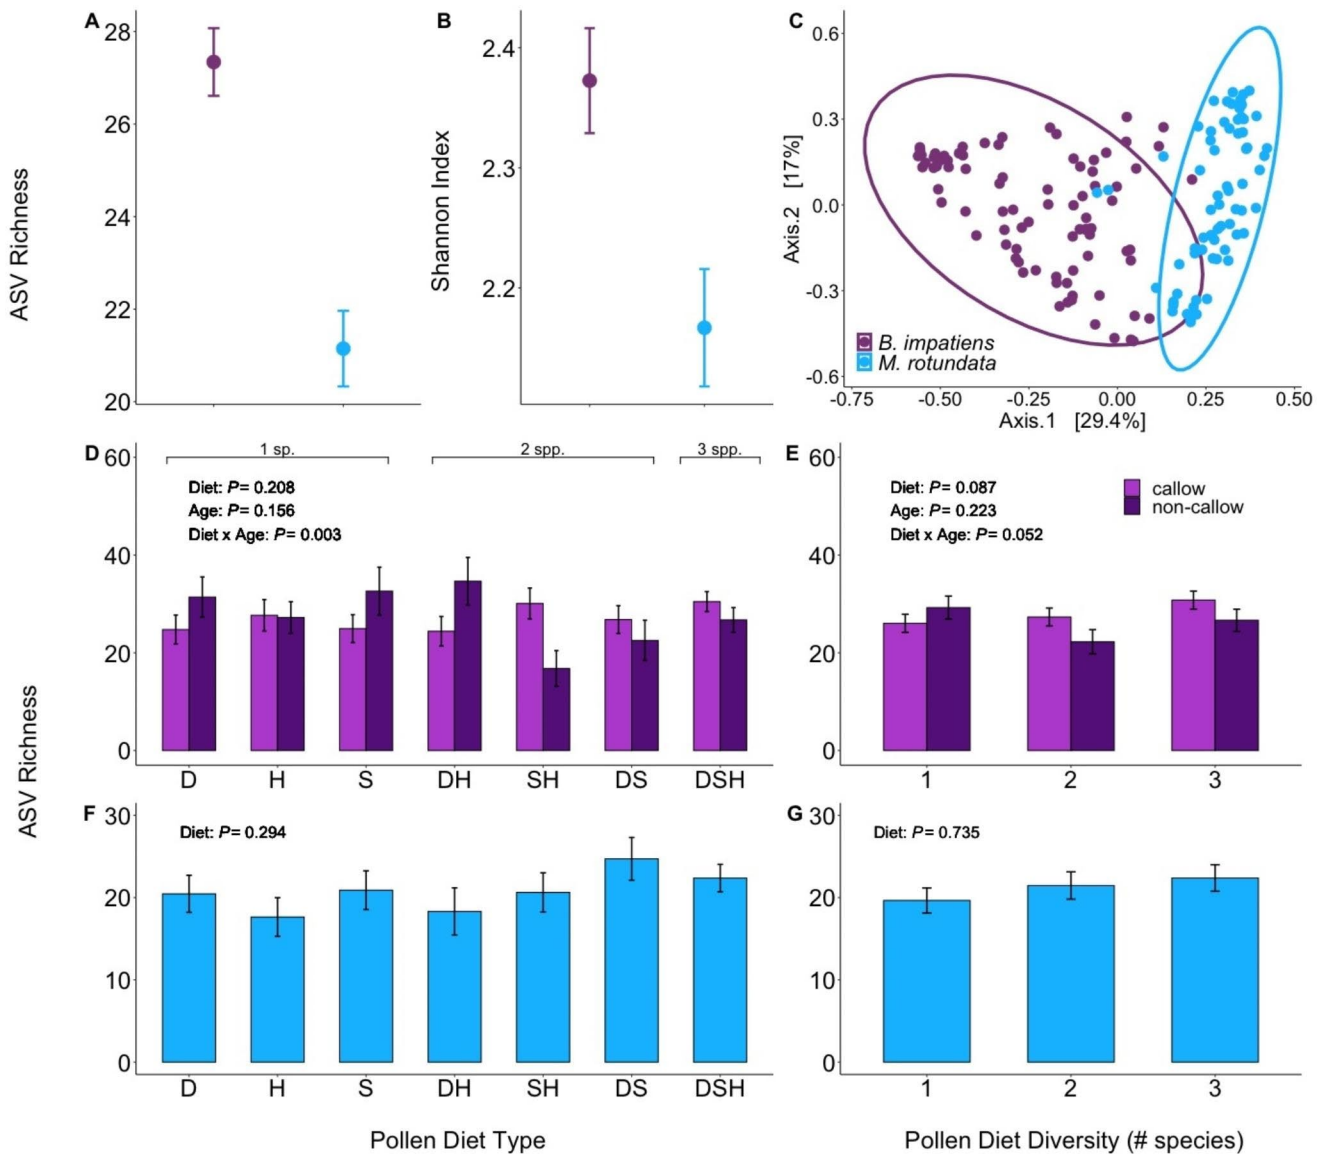 A
28
26
24
22
20
ASV Richness
B
2.4
2.3
2.2
Shannon Index
C
0.6
0.3
0.0
-0.3
-0.6
Axis.2 [17%]
B. impatiens
M. rotundata
-0.75 -0.50 -0.25 0.00 0.25 0.50
Axis.1 [29.4%]
D
1 sp. 2 spp. 3 spp.
60
40
20
0
Diet: P= 0.208
Age: P= 0.156
Diet x Age: P= 0.003
D H S DH SH DS DSH
E
60
40
20
0
Diet: P= 0.087
Age: P= 0.223
Diet x Age: P= 0.052
callow
non-callow
1 2 3
ASV Richness
F
30
20
10
0
Diet: P= 0.294
D H S DH SH DS DSH
Pollen Diet Type
G
30
20
10
0
Diet: P= 0.735
1 2 3
Pollen Diet Diversity (# species)